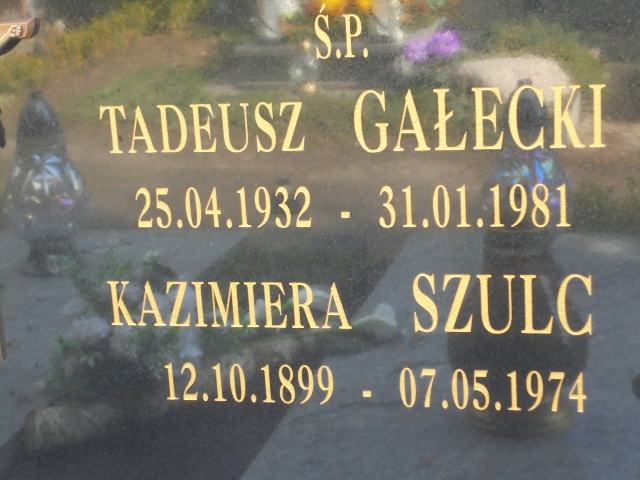 Ś.P.
TADEUSZ GAŁECKI
25.04.1932 - 31.01.1981
KAZIMIERA SZULC
12.10.1899 - 07.05.1974